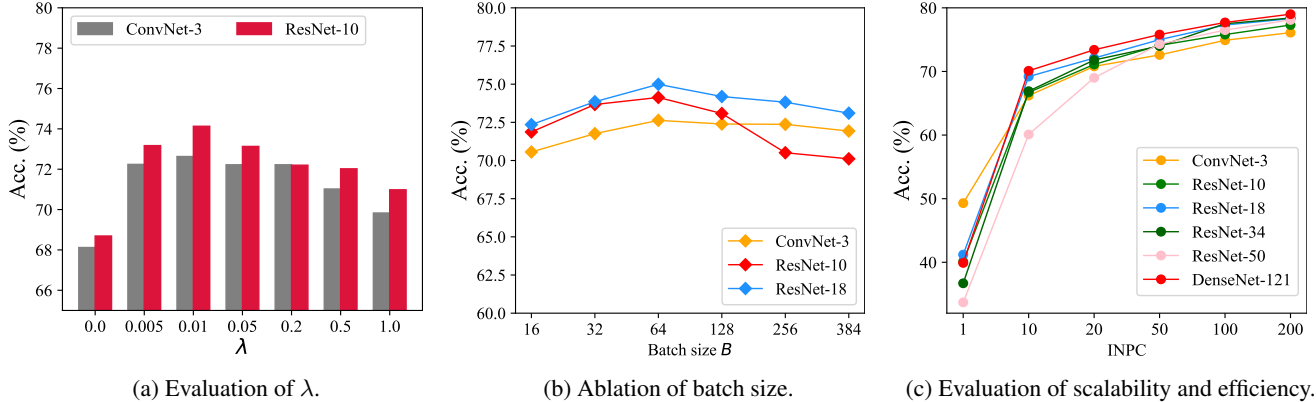 80
78
76
74
72
70
68
66
Acc. (%)
ConvNet-3
ResNet-10
0.0 0.005 0.01 0.05 0.2 0.5 1.0
λ
(a) Evaluation of λ.
80.0
77.5
75.0
72.5
70.0
67.5
65.0
62.5
60.0
Acc. (%)
ConvNet-3
ResNet-10
ResNet-18
16 32 64 128 256 384
Batch size B
(b) Ablation of batch size.
80
70
60
50
40
Acc. (%)
ConvNet-3
ResNet-10
ResNet-18
ResNet-34
ResNet-50
DenseNet-121
1 10 20 50 100 200
INPC
(c) Evaluation of scalability and efficiency.